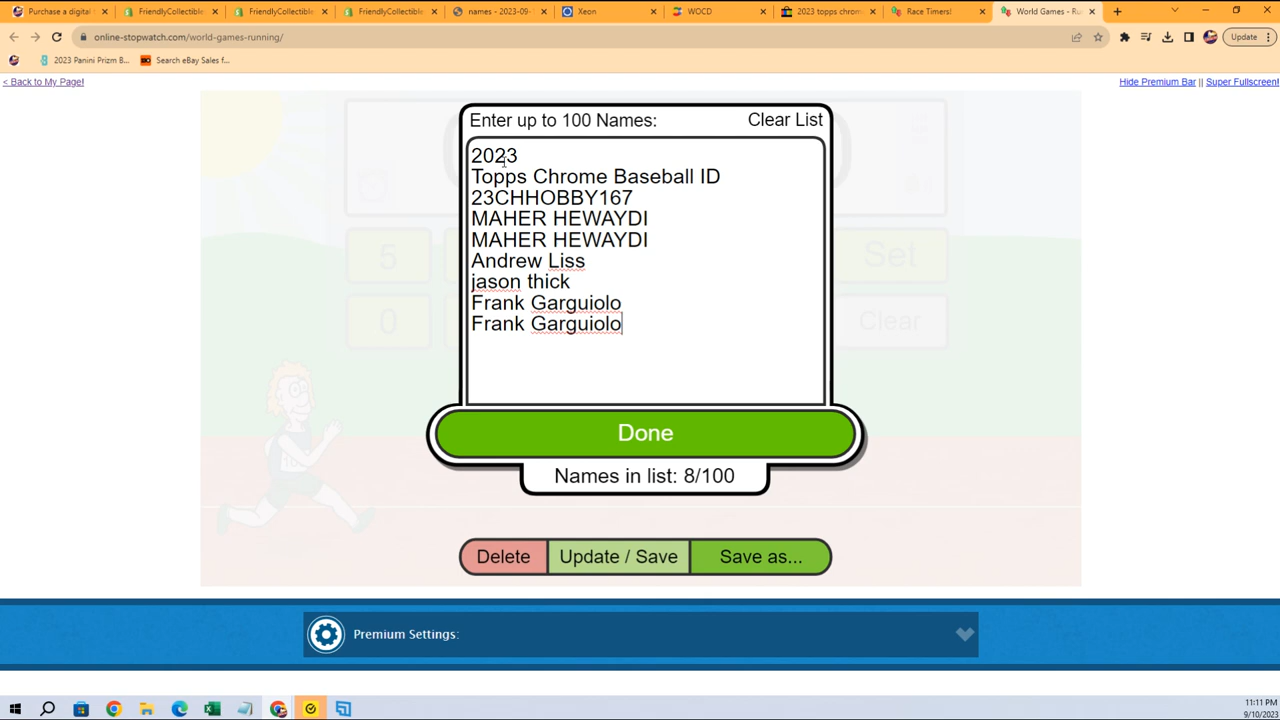 Purchase a digital
FriendlyCollectible
FriendlyCollectible
FriendlyCollectible
names - 2023-09-
Xeon
WOCD
2023 topps chrom
Race Timers!
World Games - Ru
online-stopwatch.com/world-games-running/
Update
2023 Panini Prizm B...
Search eBay Sales f...
< Back to My Page!
Hide Premium Bar || Super Fullscreen!
Enter up to 100 Names:
Clear List
2023
Topps Chrome Baseball ID
23CHHOBBY167
MAHER HEWAYDI
MAHER HEWAYDI
Andrew Liss
jason thick
Frank Garguiolo
Frank Garguiolo
5
Set
0
Clear
Done
Names in list: 8/100
Delete
Update / Save
Save as...
Premium Settings:
11:11 PM
9/10/2023